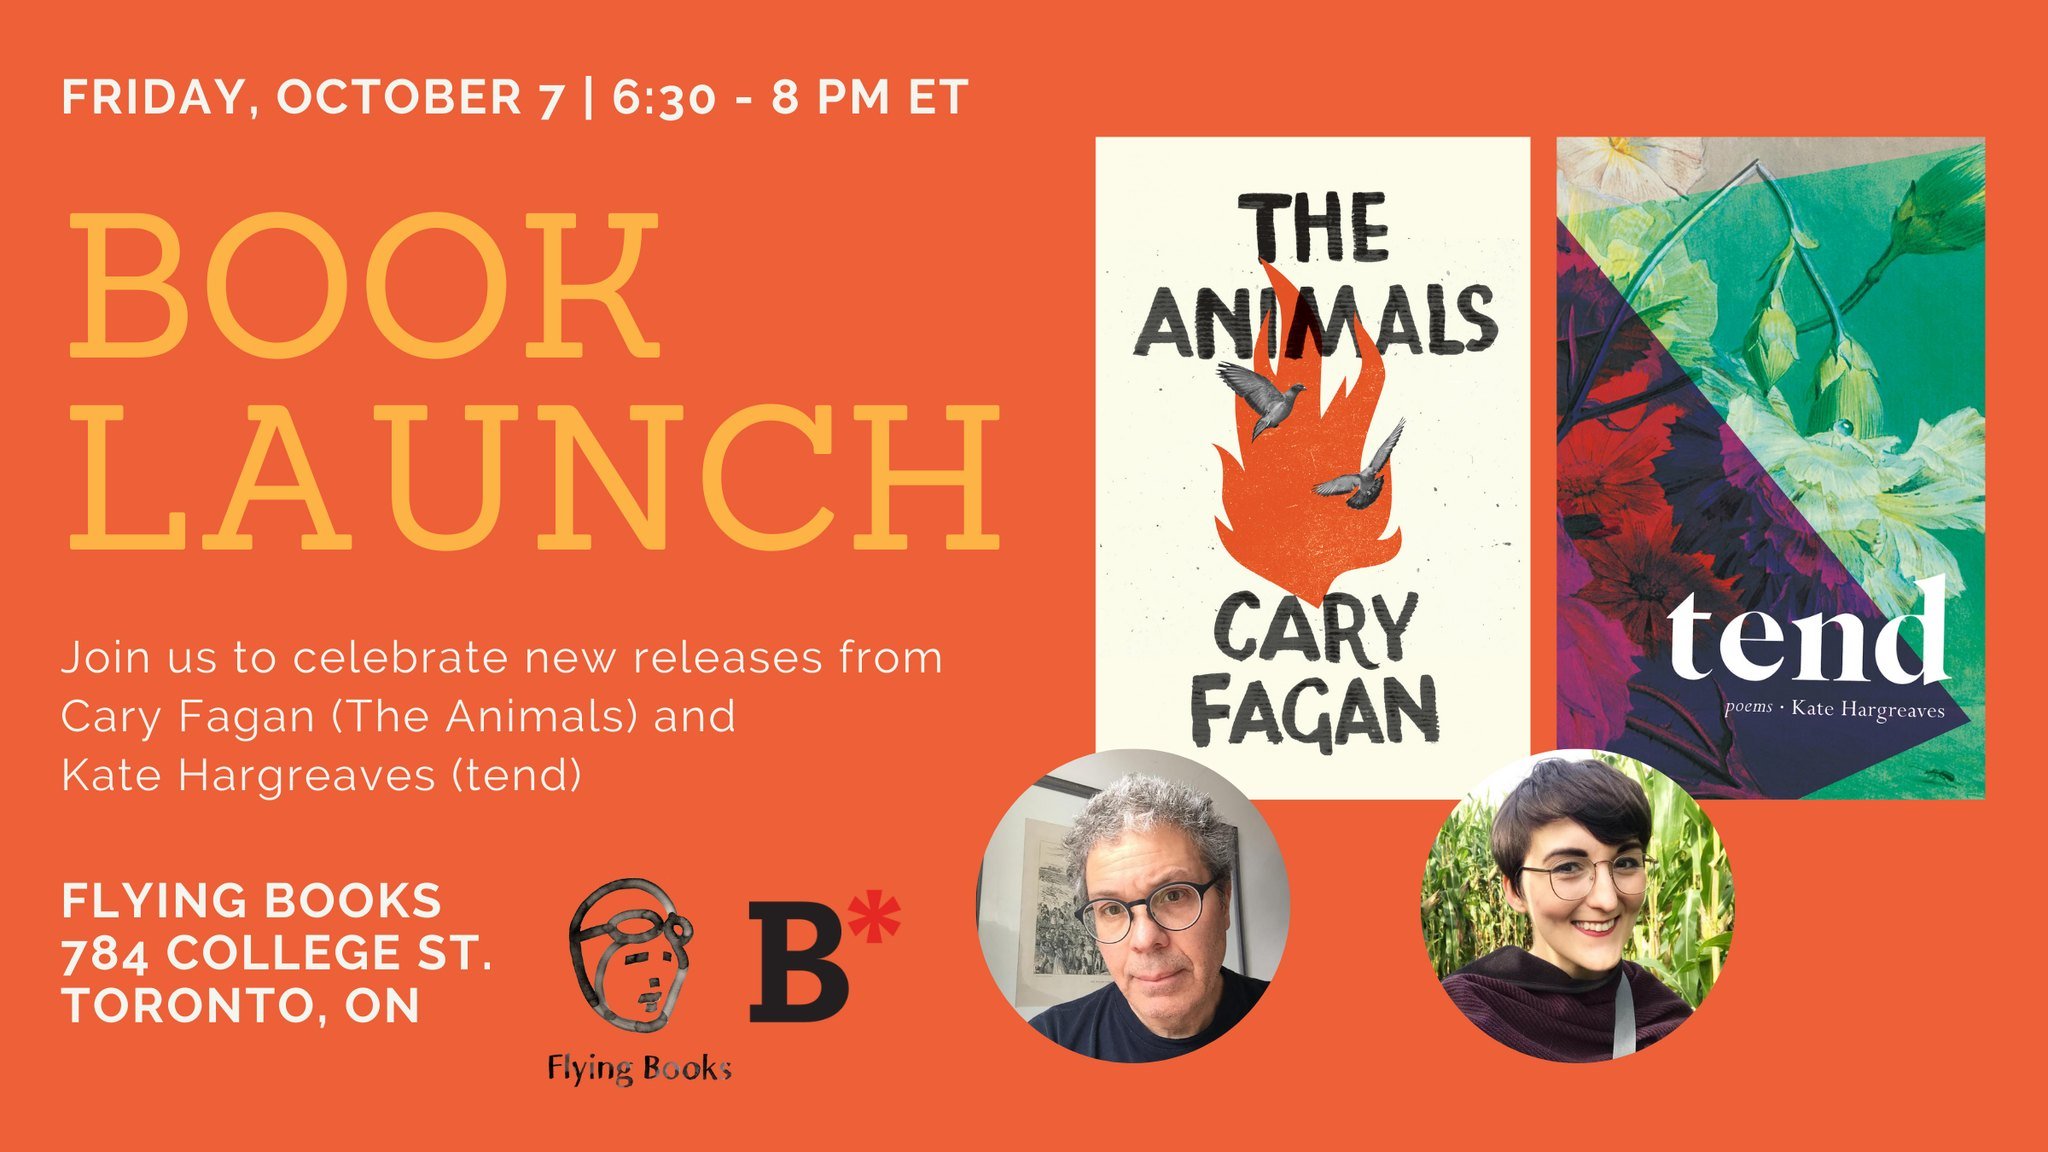 FRIDAY, OCTOBER 7 | 6:30 - 8 PM ET
BOOK
LAUNCH
Join us to celebrate new releases from
Cary Fagan (The Animals) and
Kate Hargreaves (tend)
FLYING BOOKS
784 COLLEGE ST.
TORONTO, ON
Flying Books
B*
THE
ANIMALS
CARY
FAGAN
tend
poems · Kate Hargreaves